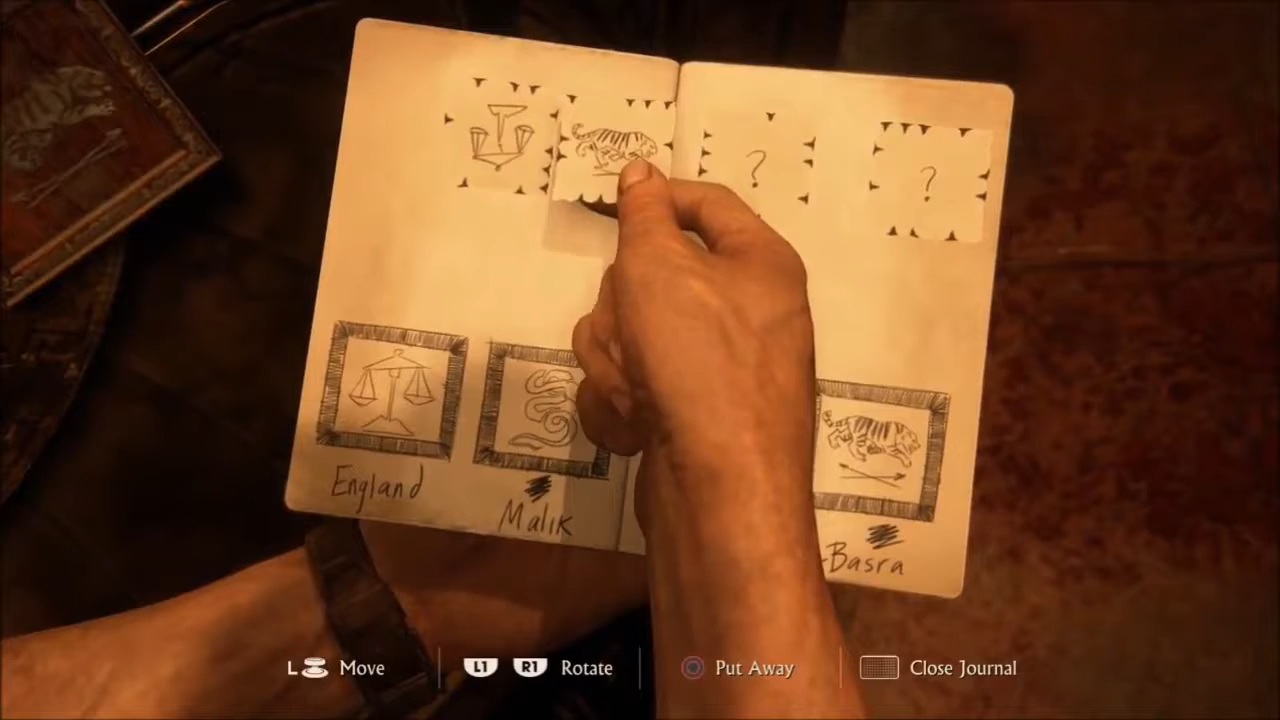 ?
?
England
Malik
-Basra
L Move L1 R1 Rotate Put Away Close Journal